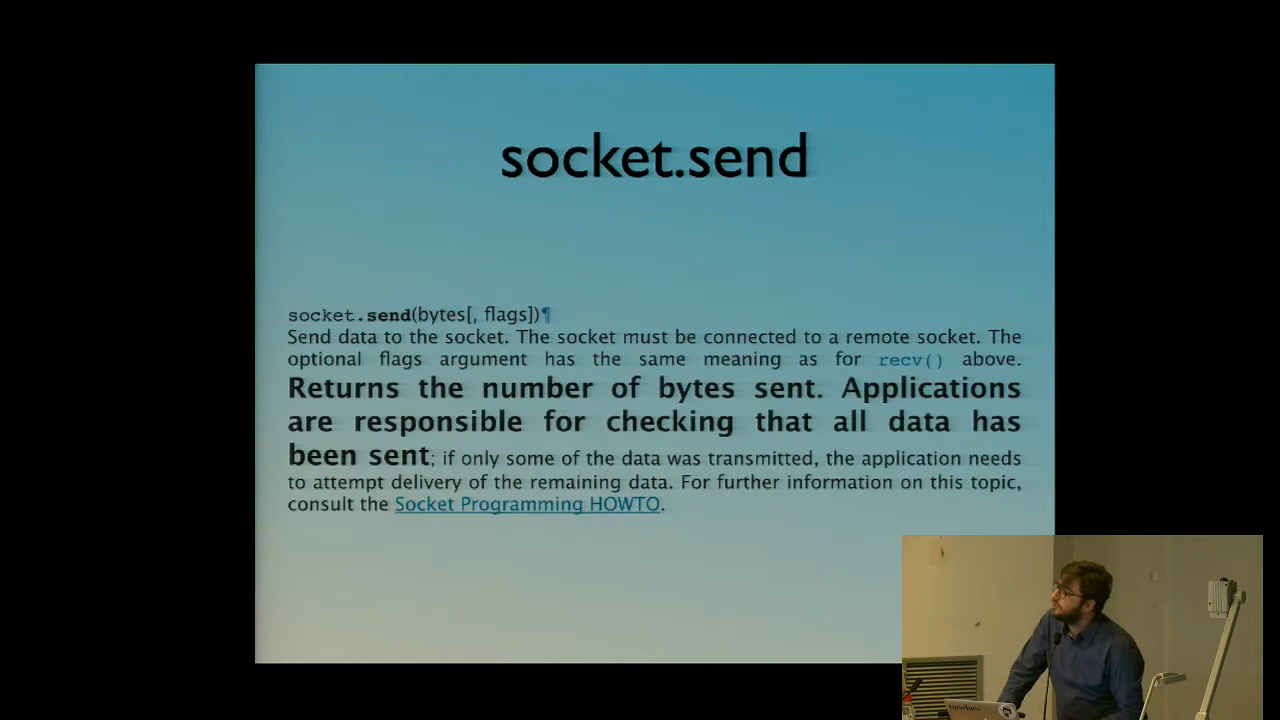 socket.send
socket.send(bytes[, flags])¶
Send data to the socket. The socket must be connected to a remote socket. The
optional flags argument has the same meaning as for recv() above.
Returns the number of bytes sent. Applications
are responsible for checking that all data has
been sent; if only some of the data was transmitted, the application needs
to attempt delivery of the remaining data. For further information on this topic,
consult the Socket Programming HOWTO.